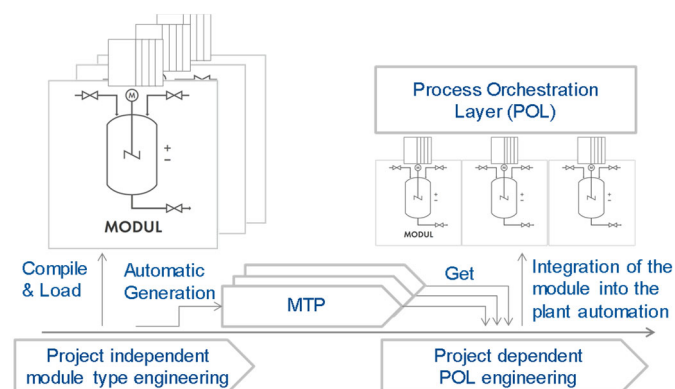 Process Orchestration
Layer (POL)
M
+
−
MODUL
M
+
−
MODUL
M
+
−
M
+
−
Compile
& Load
Automatic
Generation
MTP
Get
Integration of the
module into the
plant automation
Project independent
module type engineering
Project dependent
POL engineering